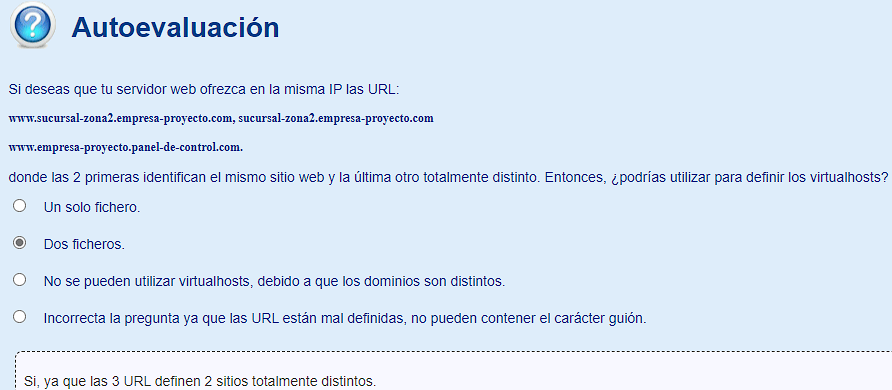 Autoevaluación
Si deseas que tu servidor web ofrezca en la misma IP las URL:
www.sucursal-zona2.empresa-proyecto.com, sucursal-zona2.empresa-proyecto.com
www.empresa-proyecto.panel-de-control.com.
donde las 2 primeras identifican el mismo sitio web y la última otro totalmente distinto. Entonces, ¿podrías utilizar para definir los virtualhosts?
Un solo fichero.
Dos ficheros.
No se pueden utilizar virtualhosts, debido a que los dominios son distintos.
Incorrecta la pregunta ya que las URL están mal definidas, no pueden contener el carácter guión.
Si, ya que las 3 URL definen 2 sitios totalmente distintos.